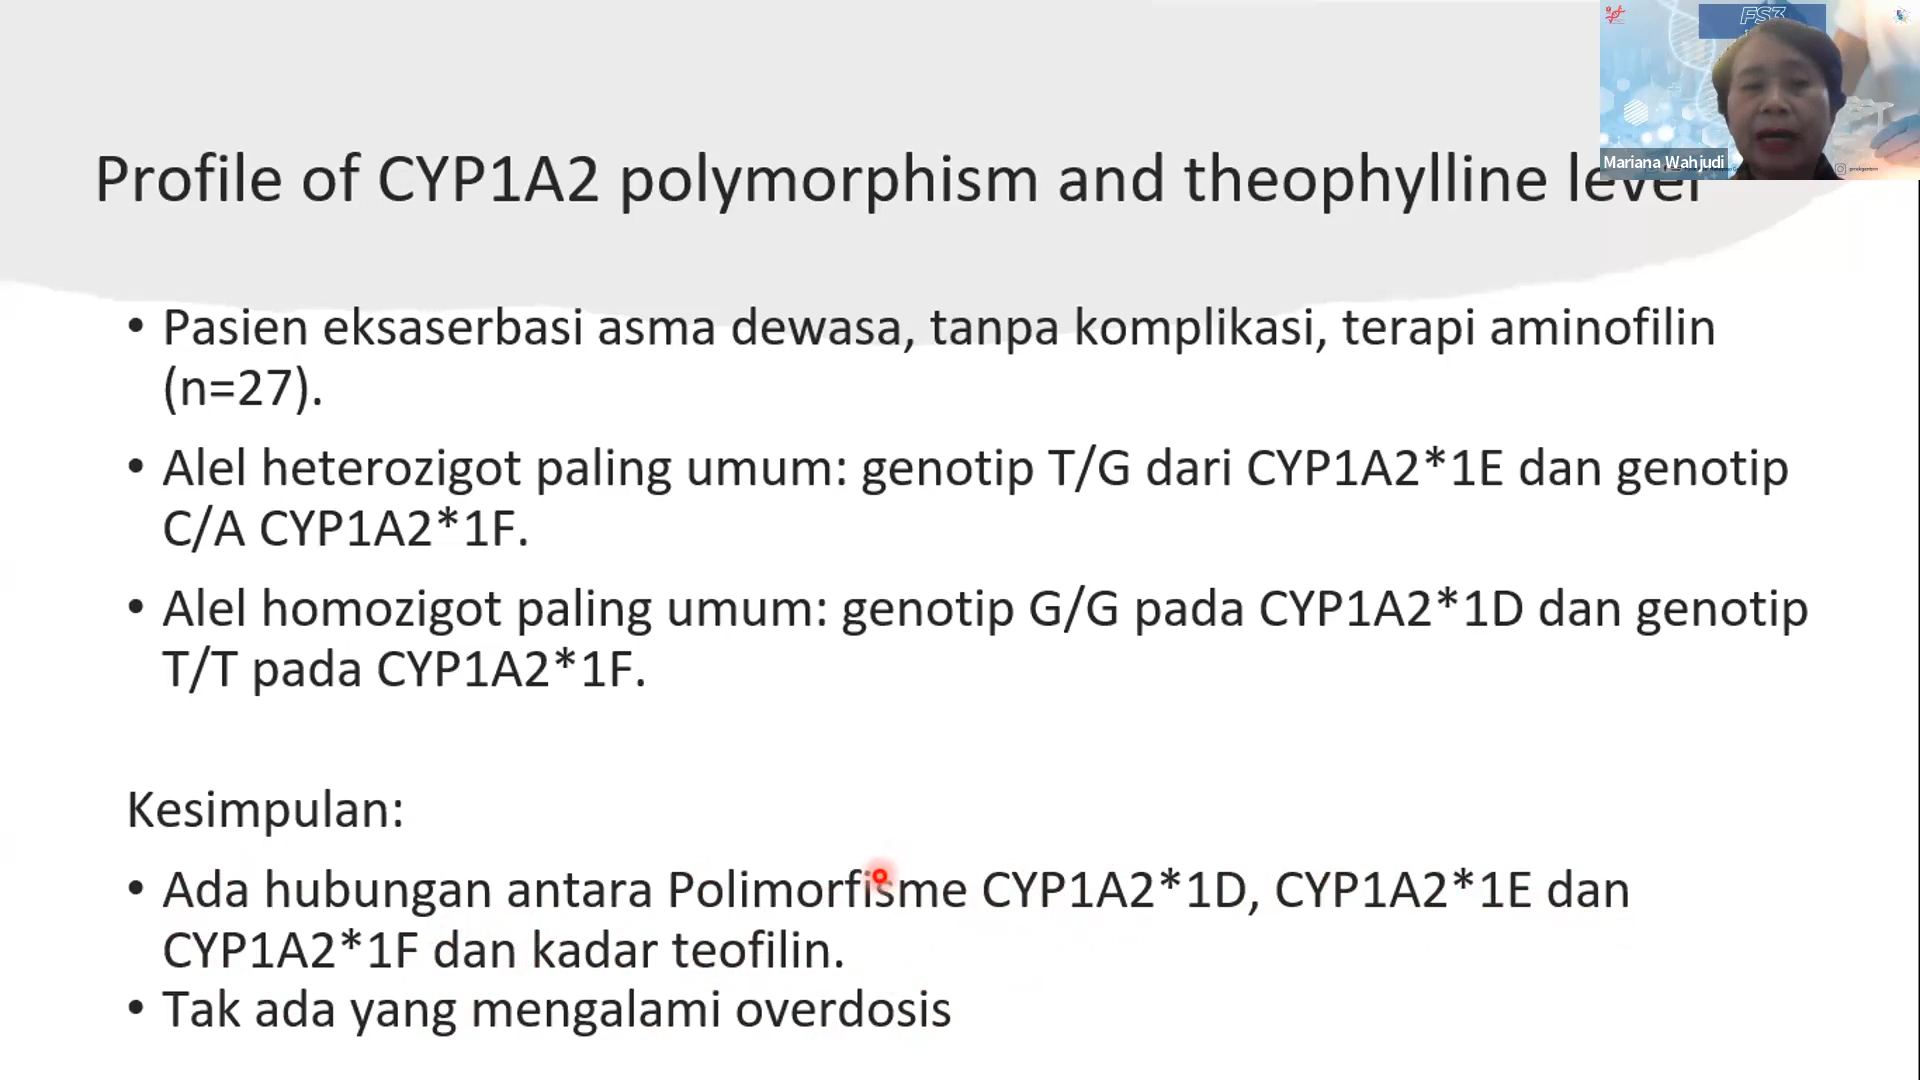 FS3
Mariana Wahjudi
Profile of CYP1A2 polymorphism and theophylline level
• Pasien eksaserbasi asma dewasa, tanpa komplikasi, terapi aminofilin
(n=27).
• Alel heterozigot paling umum: genotip T/G dari CYP1A2*1E dan genotip
C/A CYP1A2*1F.
• Alel homozigot paling umum: genotip G/G pada CYP1A2*1D dan genotip
T/T pada CYP1A2*1F.
Kesimpulan:
• Ada hubungan antara Polimorfisme CYP1A2*1D, CYP1A2*1E dan
CYP1A2*1F dan kadar teofilin.
• Tak ada yang mengalami overdosis